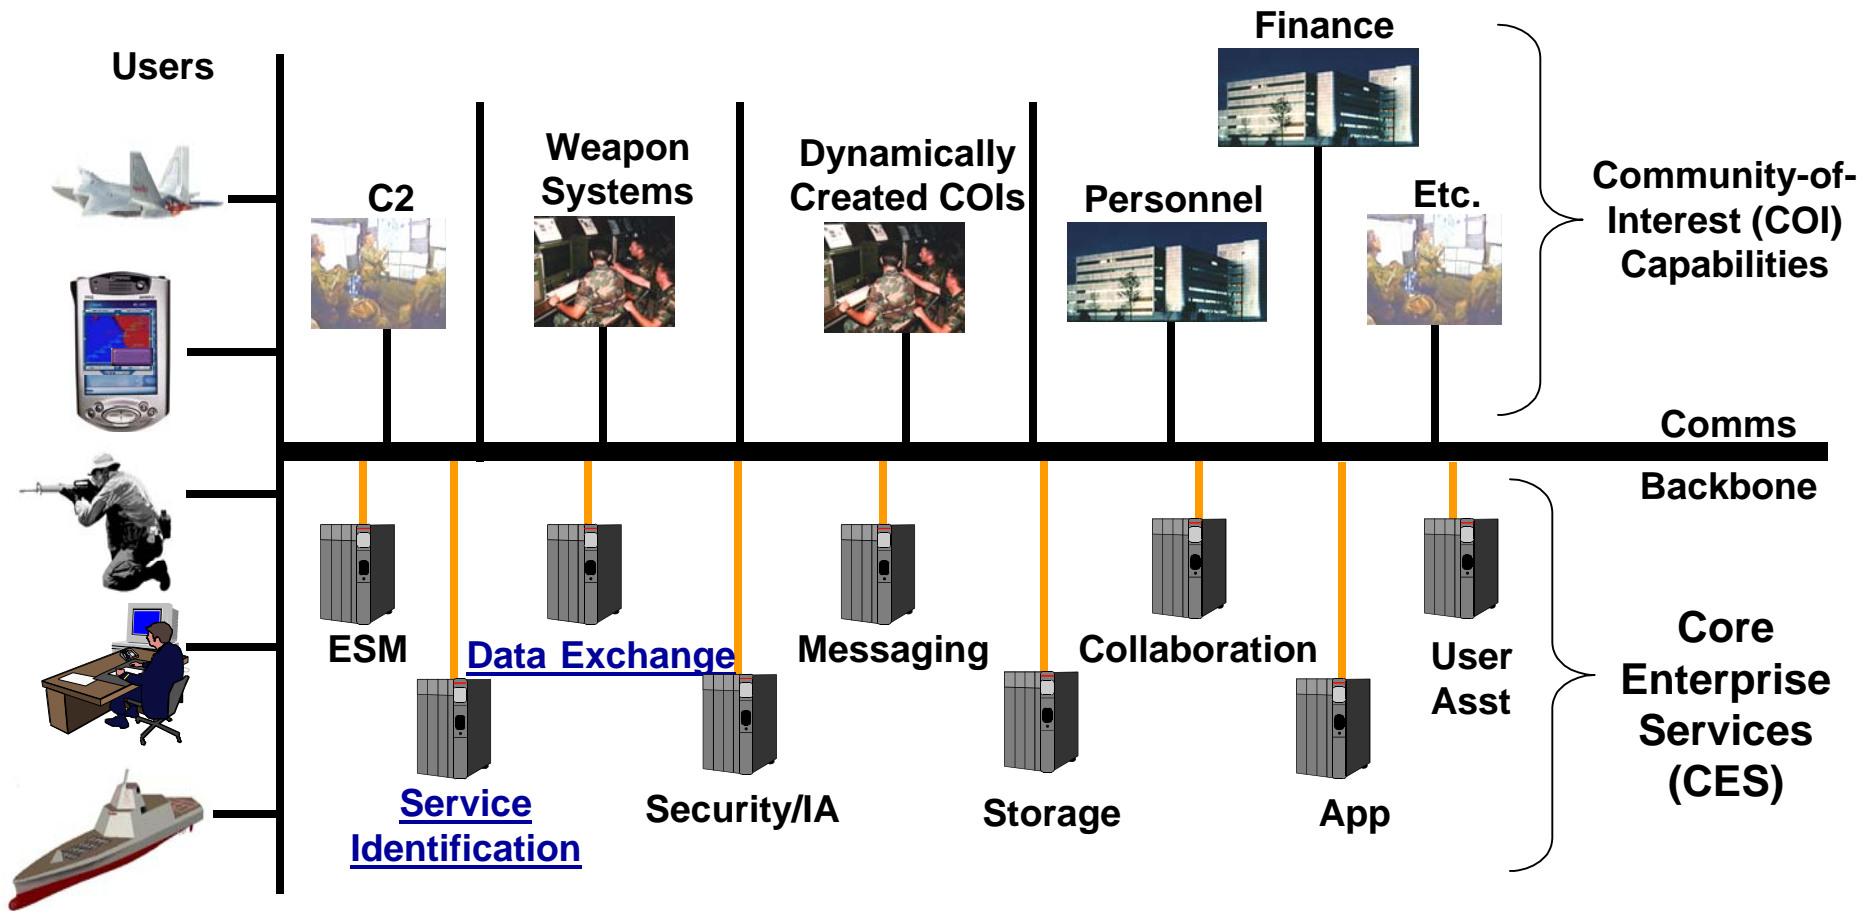 Users
Finance
Weapon
Systems
Dynamically
Created COIs
C2
Personnel
Etc.
Community-of-
Interest (COI)
Capabilities
Comms
Backbone
ESM
Data Exchange
Messaging
Collaboration
User
Asst
Service
Identification
Security/IA
Storage
App
Core
Enterprise
Services
(CES)